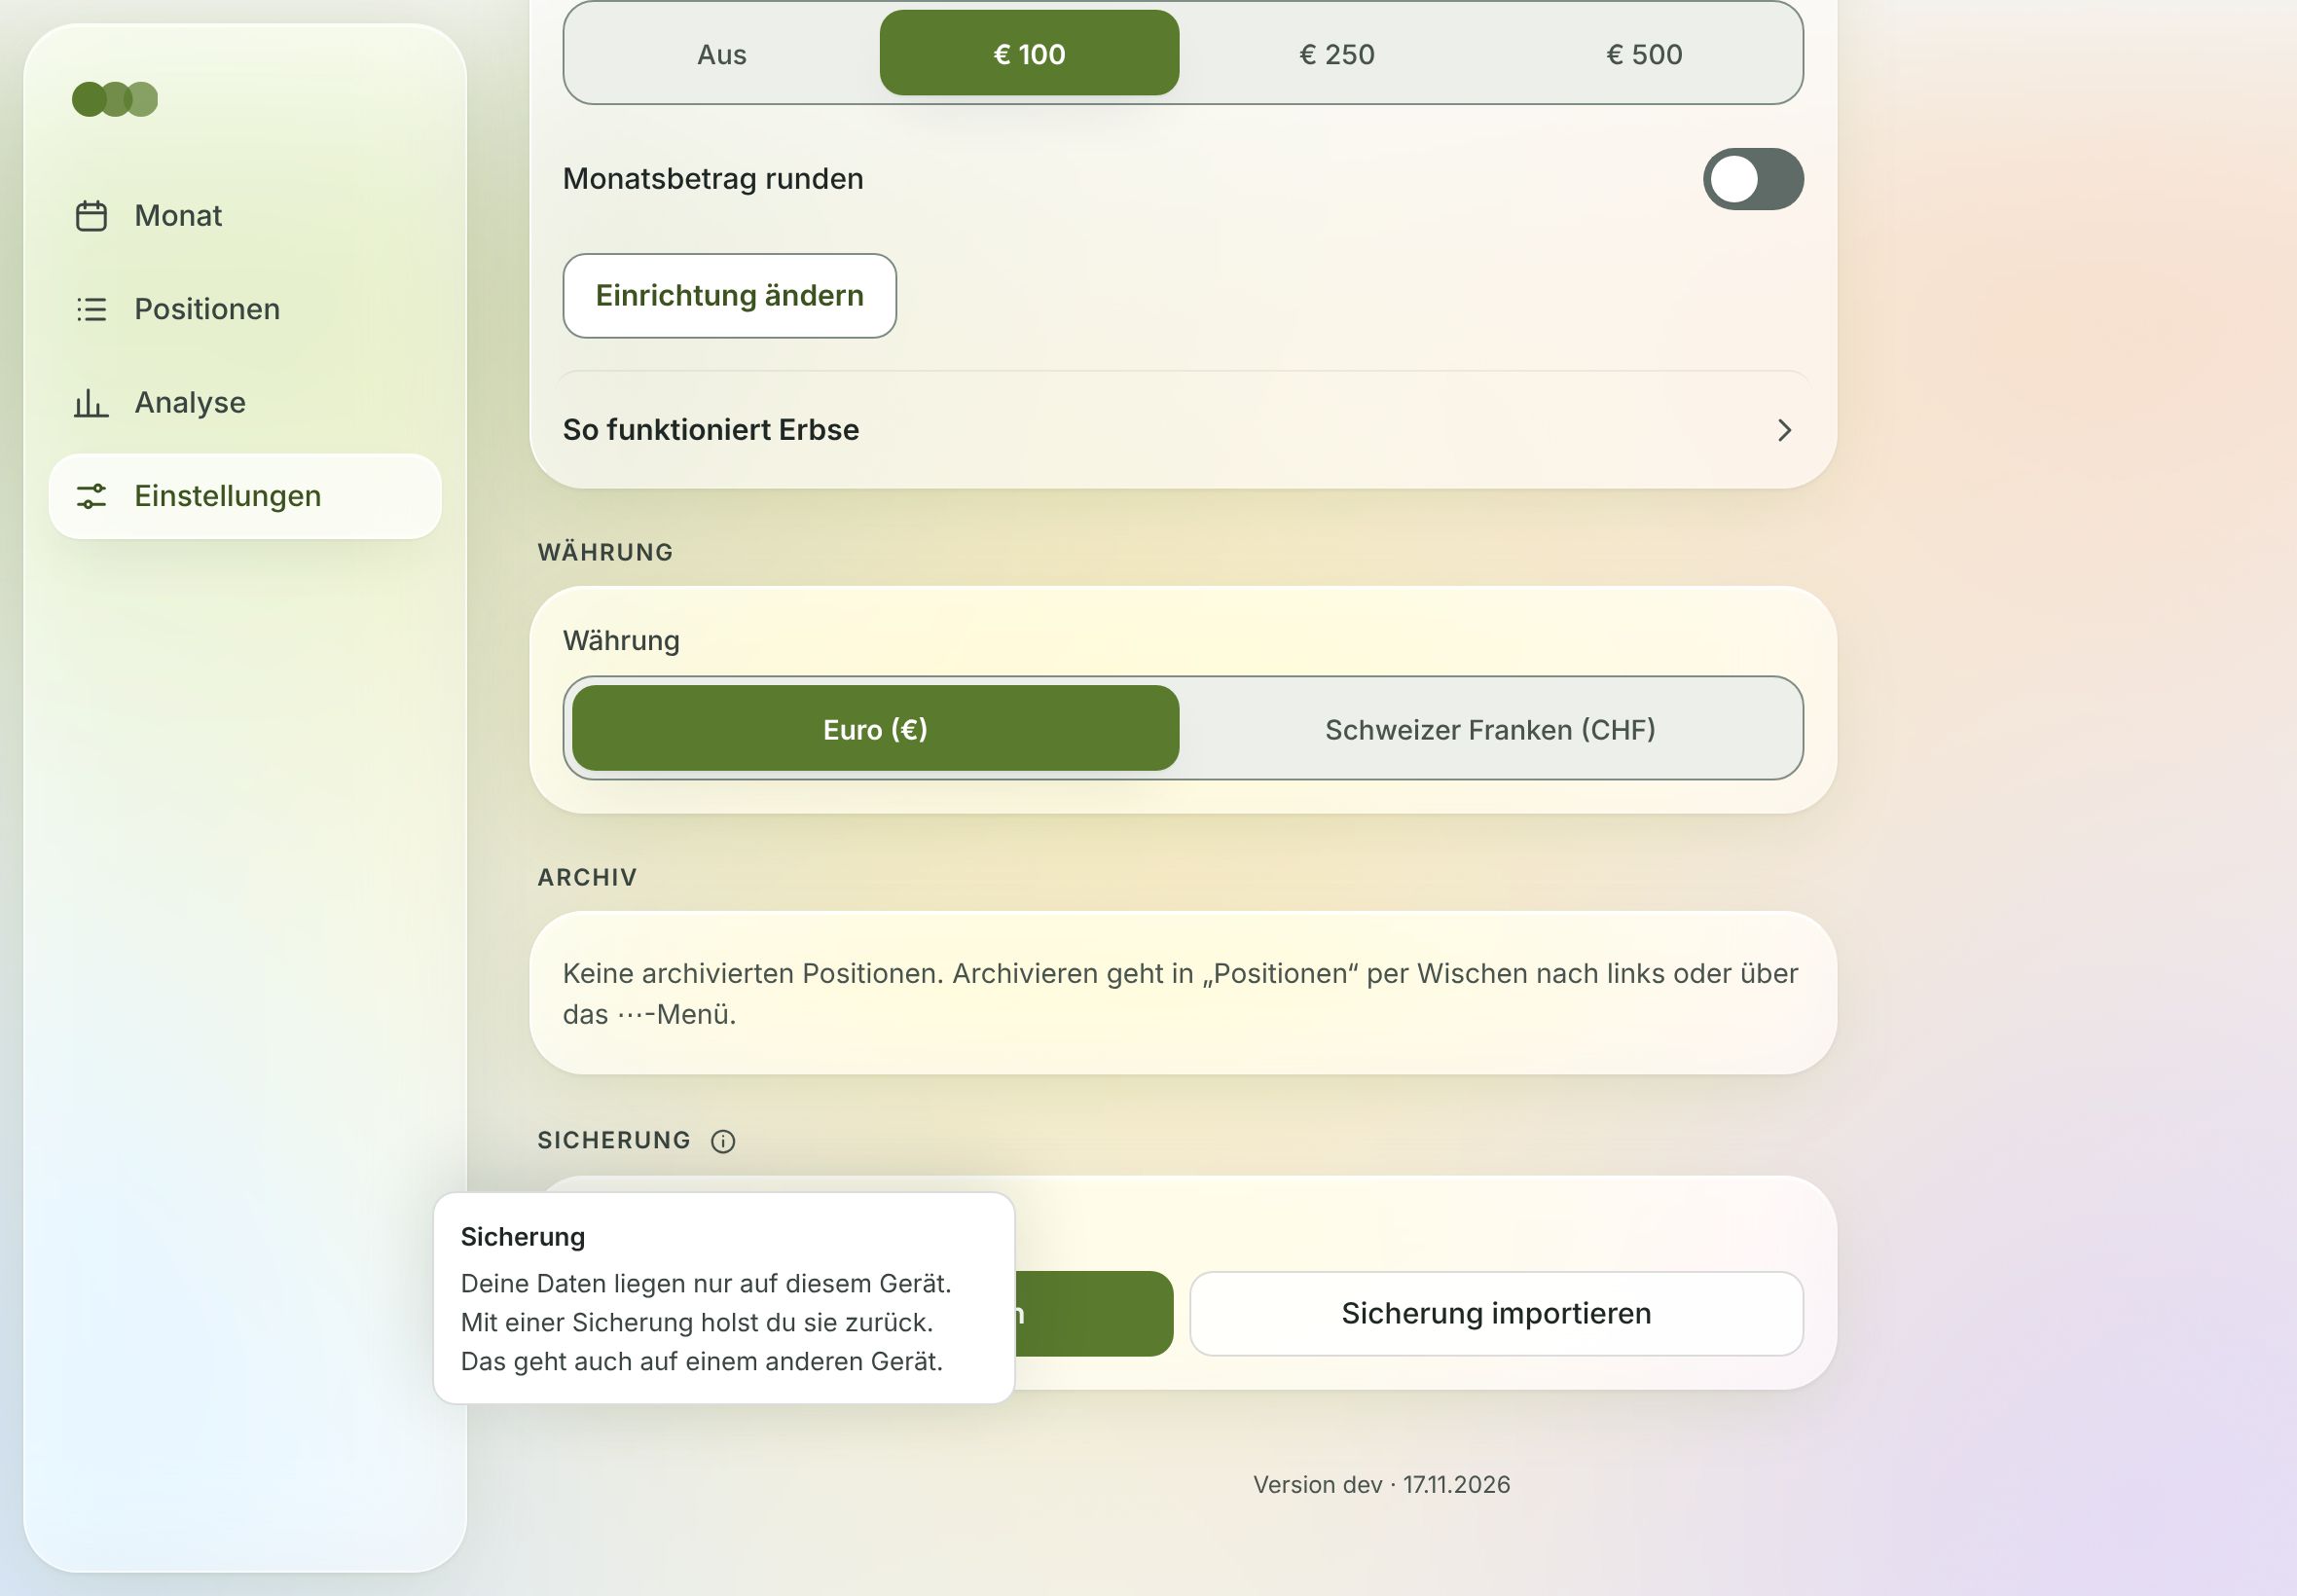 Monat
Positionen
Analyse
Einstellungen
Aus
€ 100
€ 250
€ 500
Monatsbetrag runden
Einrichtung ändern
So funktioniert Erbse
WÄHRUNG
Währung
Euro (€)
Schweizer Franken (CHF)
ARCHIV
Keine archivierten Positionen. Archivieren geht in „Positionen“ per Wischen nach links oder über
das ⋯-Menü.
SICHERUNG
Sicherung
Deine Daten liegen nur auf diesem Gerät.
Mit einer Sicherung holst du sie zurück.
Das geht auch auf einem anderen Gerät.
Sicherung importieren
Version dev · 17.11.2026